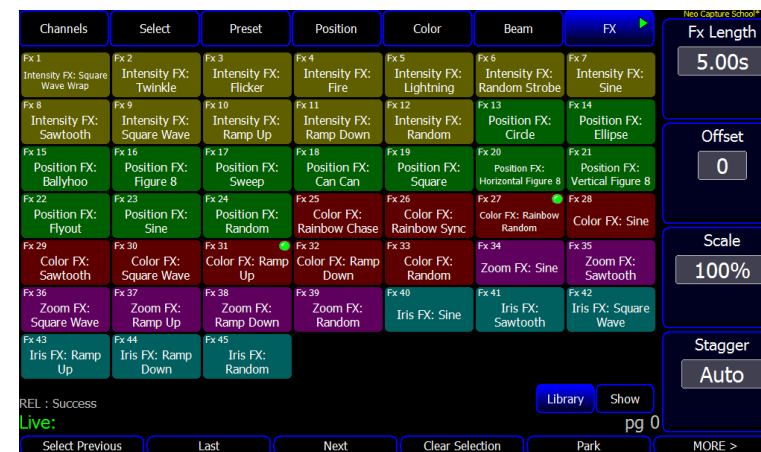 Neo Capture School*
Channels
Select
Preset
Position
Color
Beam
FX
Fx Length
5.00s
Fx 1
Intensity FX: Square
Wave Wrap
Fx 2
Intensity FX:
Twinkle
Fx 3
Intensity FX:
Flicker
Fx 4
Intensity FX:
Fire
Fx 5
Intensity FX:
Lightning
Fx 6
Intensity FX:
Random Strobe
Fx 7
Intensity FX:
Sine
Fx 8
Intensity FX:
Sawtooth
Fx 9
Intensity FX:
Square Wave
Fx 10
Intensity FX:
Ramp Up
Fx 11
Intensity FX:
Ramp Down
Fx 12
Intensity FX:
Random
Fx 13
Position FX:
Circle
Fx 14
Position FX:
Ellipse
Offset
0
Fx 15
Position FX:
Ballyhoo
Fx 16
Position FX:
Figure 8
Fx 17
Position FX:
Sweep
Fx 18
Position FX:
Can Can
Fx 19
Position FX:
Square
Fx 20
Position FX:
Horizontal Figure 8
Fx 21
Position FX:
Vertical Figure 8
Fx 22
Position FX:
Flyout
Fx 23
Position FX:
Sine
Fx 24
Position FX:
Random
Fx 25
Color FX:
Rainbow Chase
Fx 26
Color FX:
Rainbow Sync
Fx 27
Color FX: Rainbow
Random
Fx 28
Color FX: Sine
Scale
100%
Fx 29
Color FX:
Sawtooth
Fx 30
Color FX:
Square Wave
Fx 31
Color FX: Ramp
Up
Fx 32
Color FX: Ramp
Down
Fx 33
Color FX:
Random
Fx 34
Zoom FX: Sine
Fx 35
Zoom FX:
Sawtooth
Fx 36
Zoom FX:
Square Wave
Fx 37
Zoom FX:
Ramp Up
Fx 38
Zoom FX:
Ramp Down
Fx 39
Zoom FX:
Random
Fx 40
Iris FX: Sine
Fx 41
Iris FX:
Sawtooth
Fx 42
Iris FX: Square
Wave
Fx 43
Iris FX: Ramp
Up
Fx 44
Iris FX: Ramp
Down
Fx 45
Iris FX:
Random
Stagger
Auto
REL : Success
Library
Show
Live:
pg 0
Select Previous
Last
Next
Clear Selection
Park
MORE >